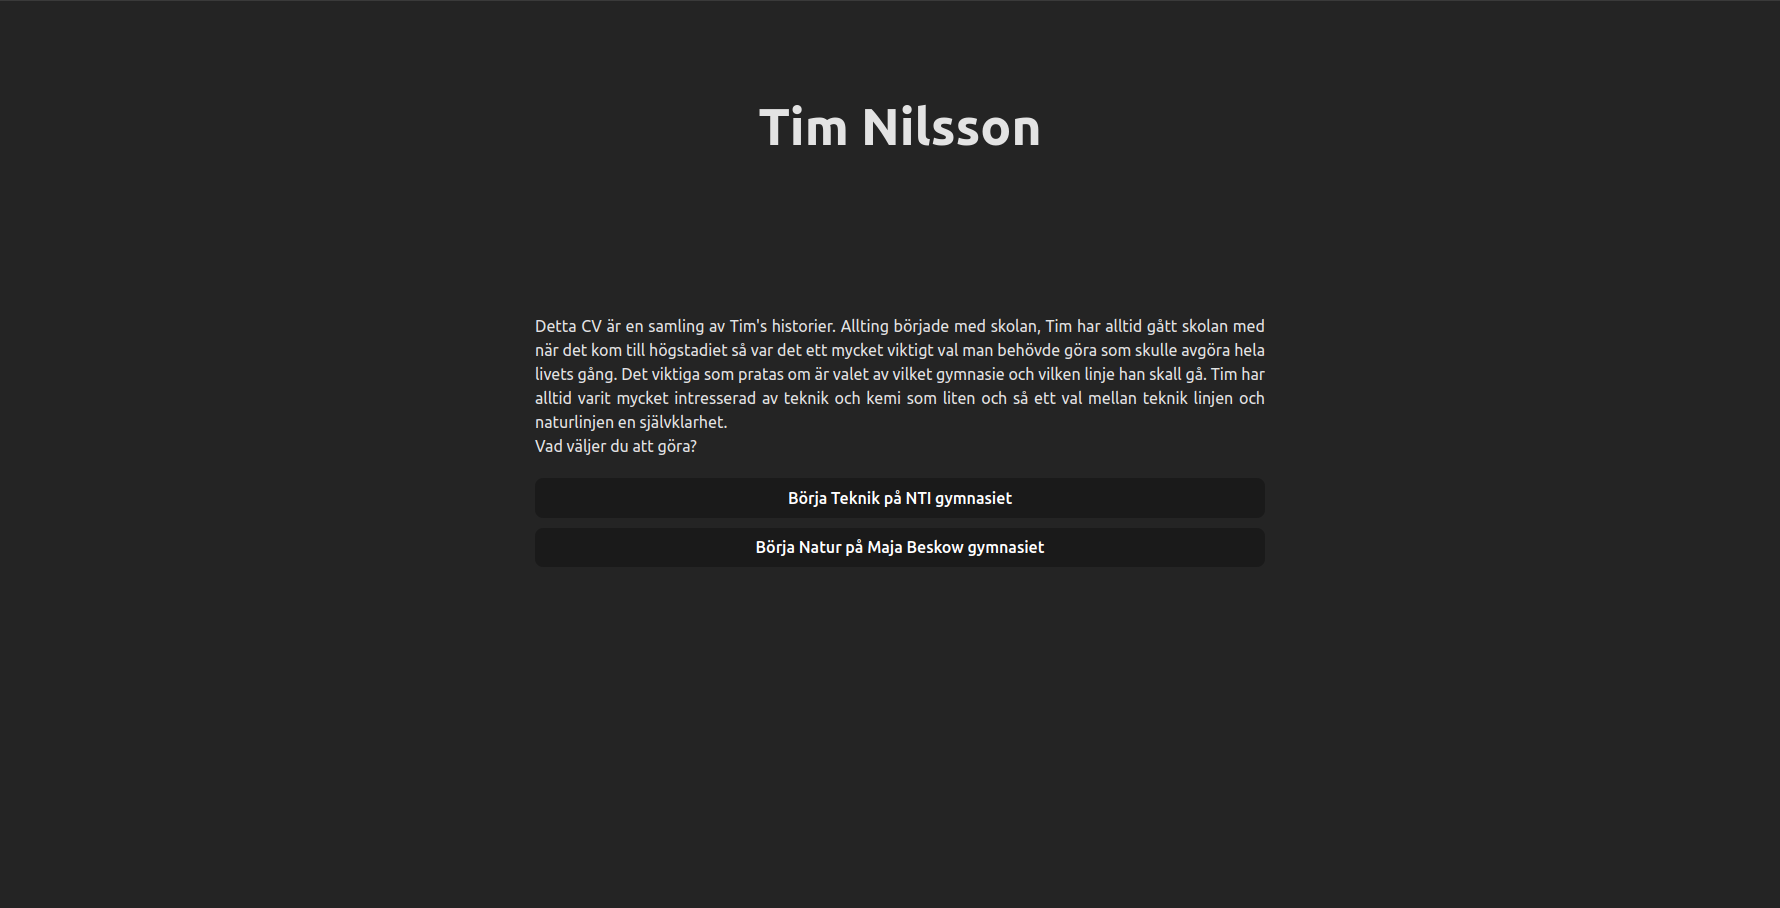 Tim Nilsson
Detta CV är en samling av Tim's historier. Allting började med skolan, Tim har alltid gått skolan med
när det kom till högstadiet så var det ett mycket viktigt val man behövde göra som skulle avgöra hela
livets gång. Det viktiga som pratas om är valet av vilket gymnasie och vilken linje han skall gå. Tim har
alltid varit mycket intresserad av teknik och kemi som liten och så ett val mellan teknik linjen och
naturlinjen en självklarhet.
Vad väljer du att göra?
Börja Teknik på NTI gymnasiet
Börja Natur på Maja Beskow gymnasiet